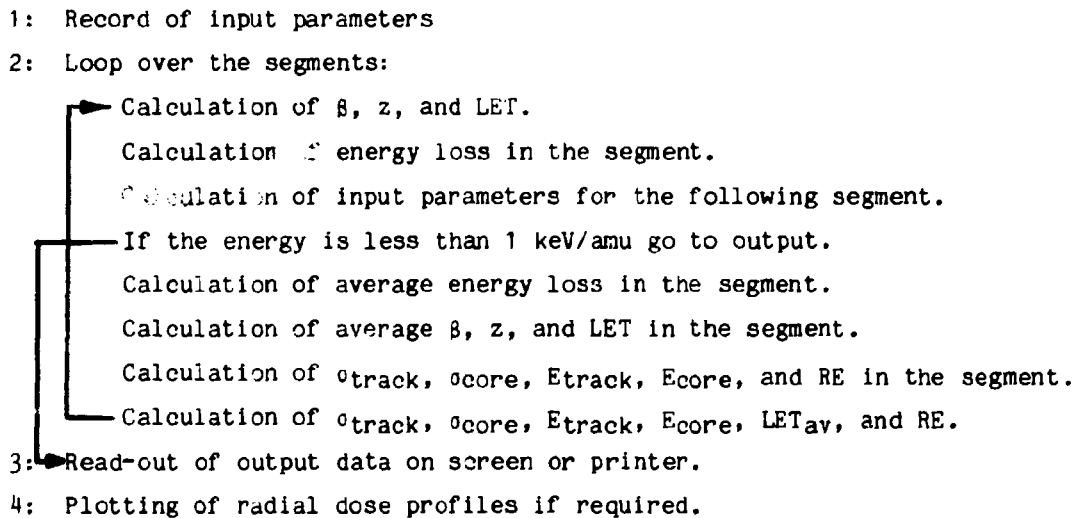 1: Record of input parameters
2: Loop over the segments:
Calculation of β, z, and LET.
Calculation energy loss in the segment.
of input parameters for the following segment.
If the energy is less than 1 keV/amu go to output.
Calculation of average energy loss in the segment.
Calculation of average β, z, and LET in the segment.
Calculation of σtrack, σcore, Etrack, Ecore, and RE in the segment.
Calculation of σtrack, σcore, Etrack, Ecore, LETav, and RE.
3: Read-out of output data on screen or printer.
4: Plotting of radial dose profiles if required.